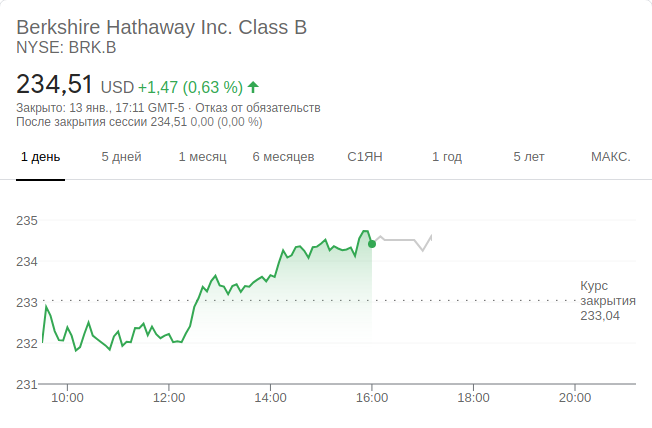 Berkshire Hathaway Inc. Class B
NYSE: BRK.B
234,51 USD +1,47 (0,63 %)
Закрыто: 13 янв., 17:11 GMT-5 · Отказ от обязательств
После закрытия сессии 234,51 0,00 (0,00 %)
1 день 5 дней 1 месяц 6 месяцев С1ЯН 1 год 5 лет МАКС.
235
234
233
232
231
Курс
закрытия
233,04
10:00 12:00 14:00 16:00 18:00 20:00